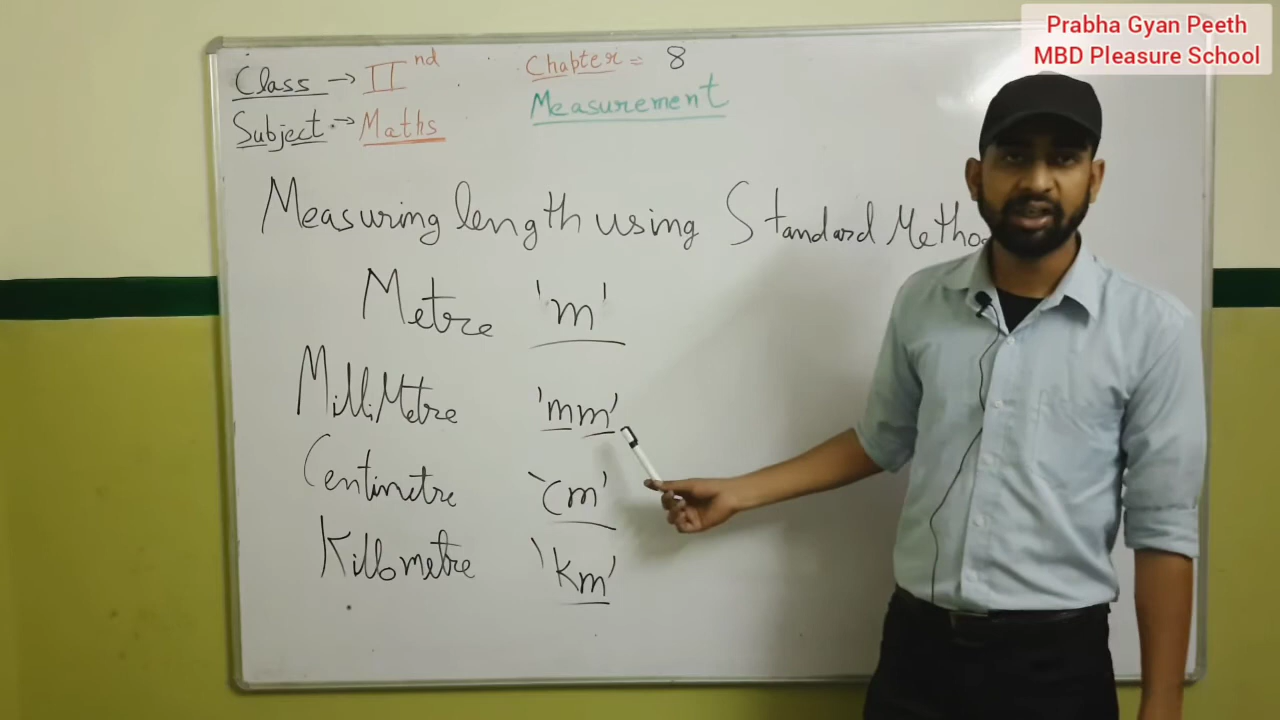 Prabha Gyan Peeth
MBD Pleasure School
Class → IInd Chapter = 8
Subject → Maths Measurement
Measuring length using Standard Metho
Metre 'm'
MilliMetre 'mm'
Centimetre 'cm'
Killometre 'km'